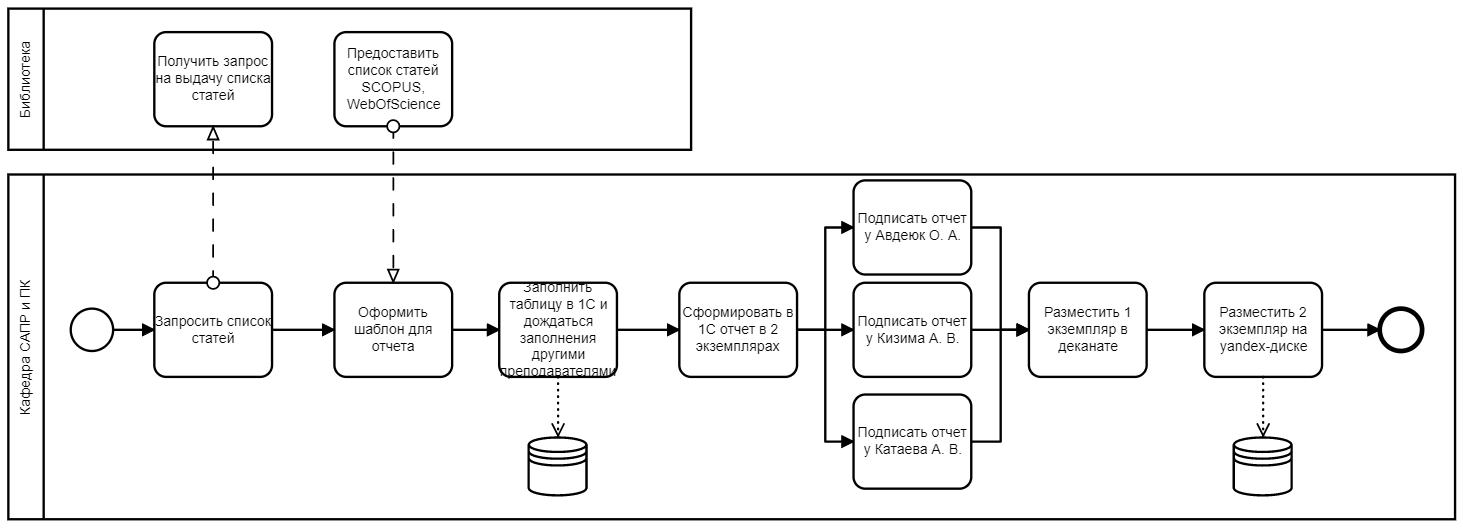 Библиотека
Получить запрос
на выдачу списка
статей
Предоставить
список статей
SCOPUS,
WebOfScience
Кафедра САПР и ПК
Запросить список
статей
Оформить
шаблон для
отчета
Заполнить
таблицу в 1С и
дождаться
заполнения
другими
преподавателями
Сформировать в
1С отчет в 2
экземплярах
Подписать отчет
у Авдеюк О. А.
Подписать отчет
у Кизима А. В.
Подписать отчет
у Катаева А. В.
Разместить 1
экземпляр в
деканате
Разместить 2
экземпляр на
yandex-диске